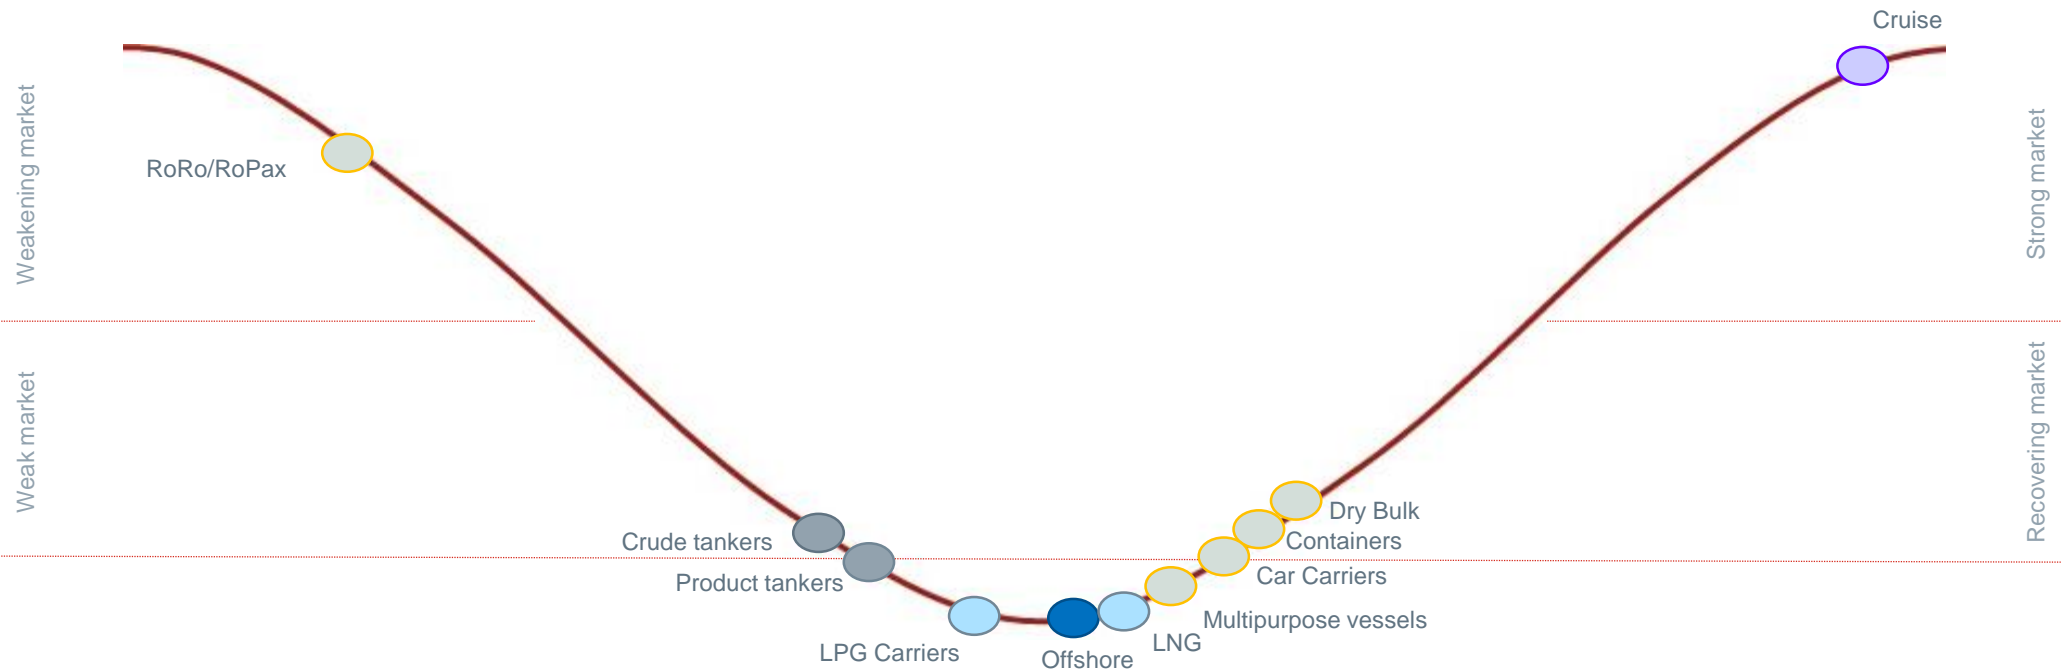 Cruise
Weakening market
Strong market
RoRo/RoPax
Weak market
Recovering market
Dry Bulk
Crude tankers
Containers
Car Carriers
Product tankers
Multipurpose vessels
LNG
LPG Carriers
Offshore